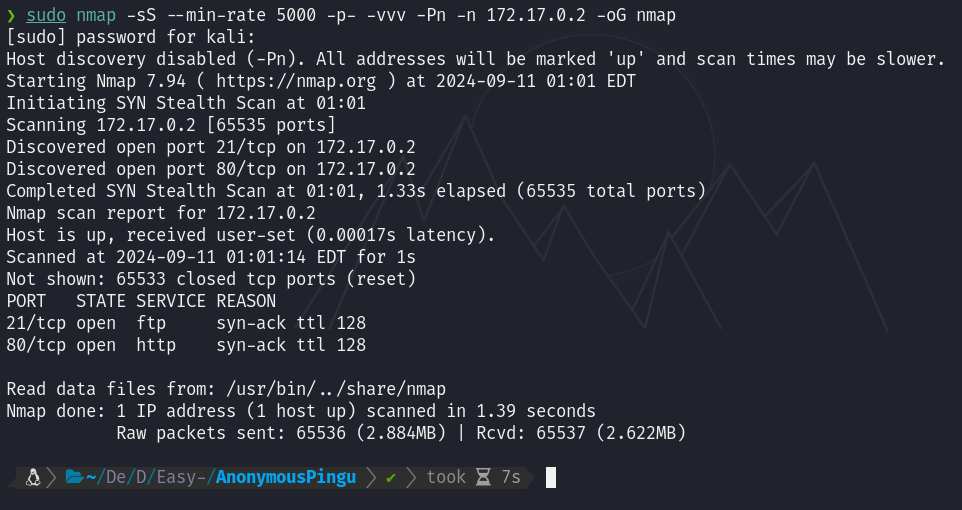 ❯ sudo nmap -sS --min-rate 5000 -p- -vvv -Pn -n 172.17.0.2 -oG nmap
[sudo] password for kali:
Host discovery disabled (-Pn). All addresses will be marked 'up' and scan times may be slower.
Starting Nmap 7.94 ( https://nmap.org ) at 2024-09-11 01:01 EDT
Initiating SYN Stealth Scan at 01:01
Scanning 172.17.0.2 [65535 ports]
Discovered open port 21/tcp on 172.17.0.2
Discovered open port 80/tcp on 172.17.0.2
Completed SYN Stealth Scan at 01:01, 1.33s elapsed (65535 total ports)
Nmap scan report for 172.17.0.2
Host is up, received user-set (0.00017s latency).
Scanned at 2024-09-11 01:01:14 EDT for 1s
Not shown: 65533 closed tcp ports (reset)
PORT   STATE SERVICE REASON
21/tcp open  ftp     syn-ack ttl 128
80/tcp open  http    syn-ack ttl 128
Read data files from: /usr/bin/../share/nmap
Nmap done: 1 IP address (1 host up) scanned in 1.39 seconds
           Raw packets sent: 65536 (2.884MB) | Rcvd: 65537 (2.622MB)
~/De/D/Easy-/AnonymousPingu ✔ took 7s